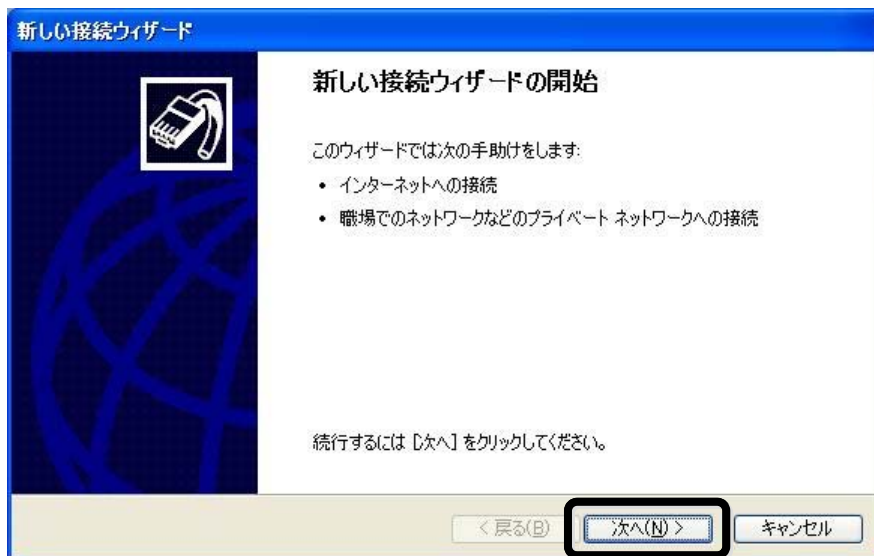 新しい接続ウィザード
新しい接続ウィザードの開始
このウィザードでは次の手助けをします:
• インターネットへの接続
• 職場でのネットワークなどのプライベート ネットワークへの接続
続行するには [次へ] をクリックしてください。
< 戻る(B)
次へ(N) >
キャンセル